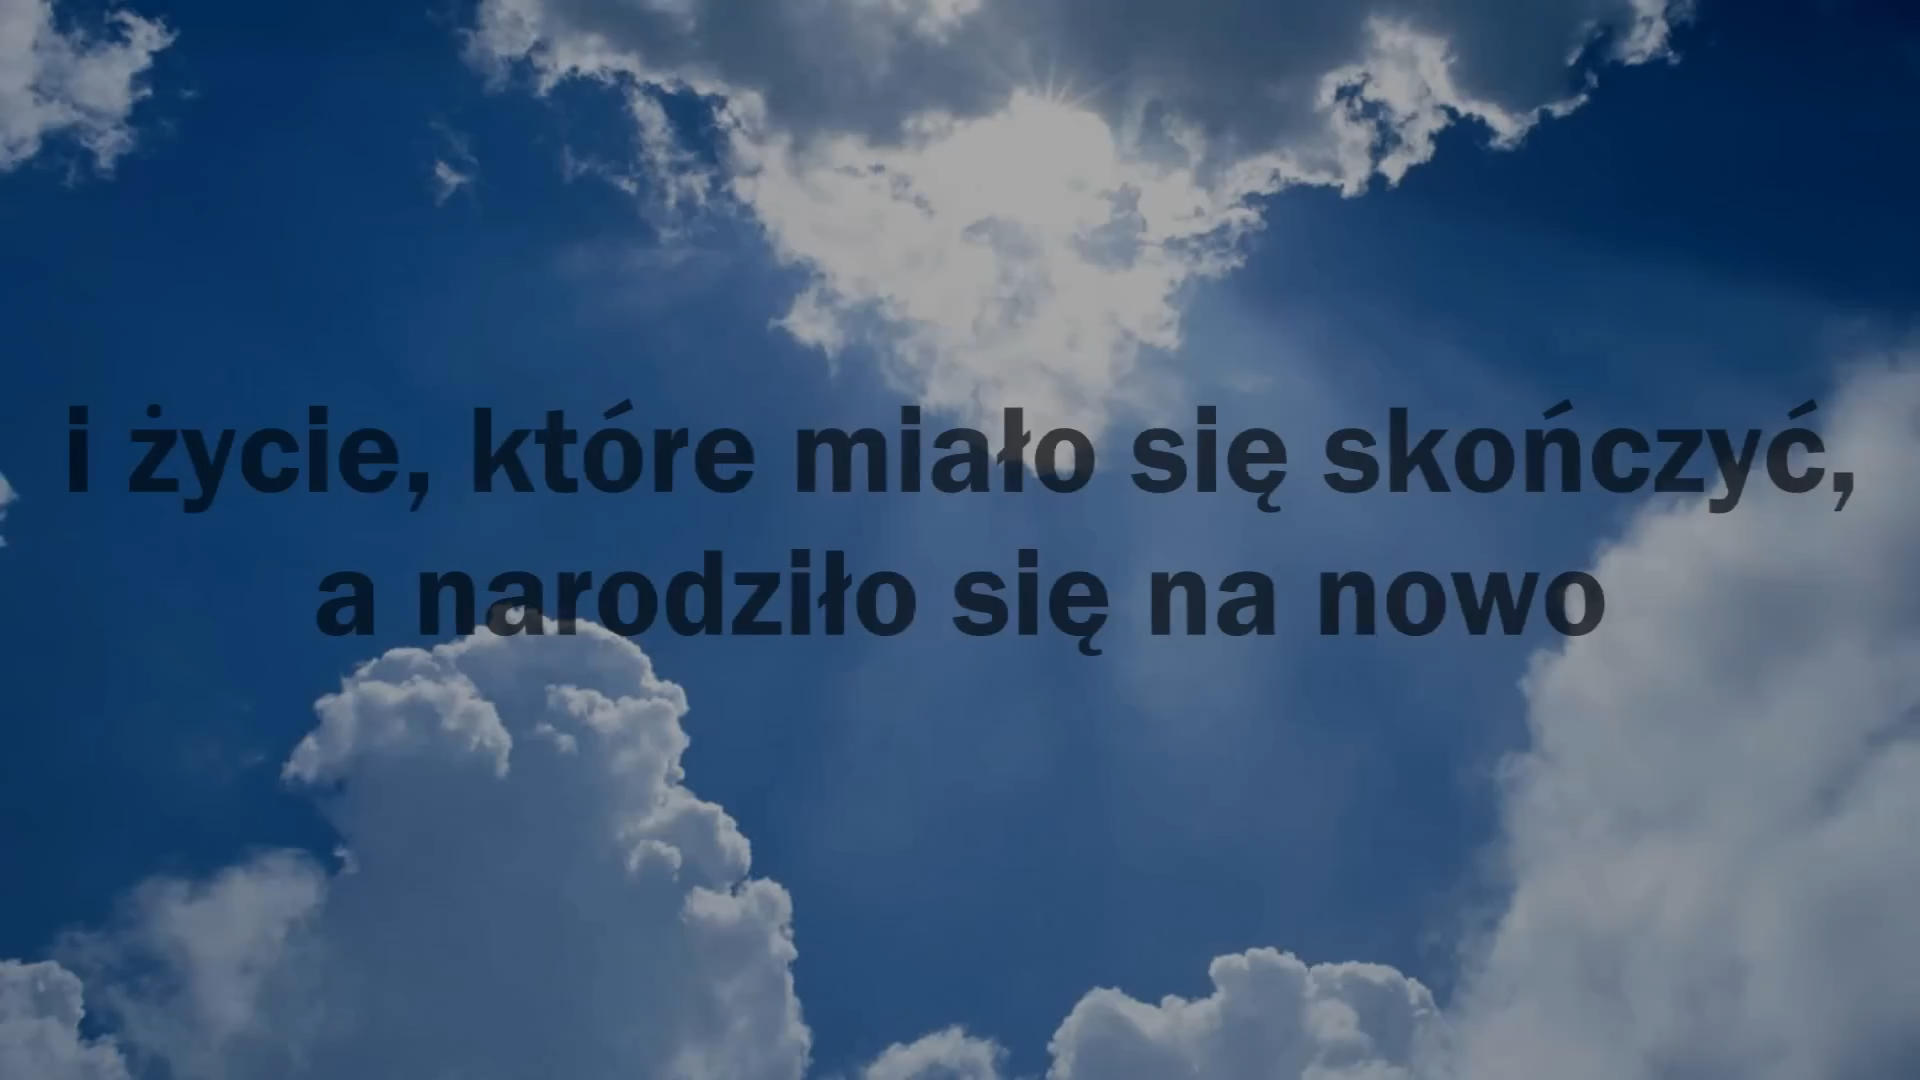 i życie, które miało się skończyć,
a narodziło się na nowo